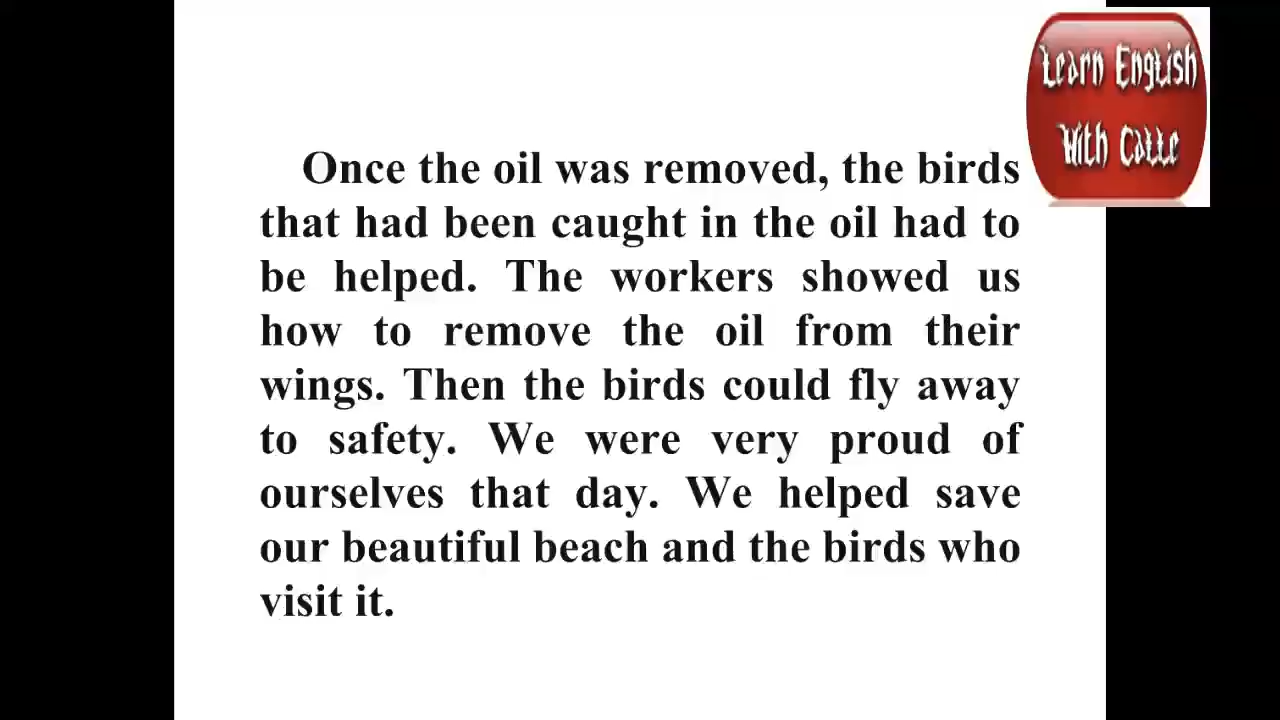 Learn English
With Catte
Once the oil was removed, the birds
that had been caught in the oil had to
be helped. The workers showed us
how to remove the oil from their
wings. Then the birds could fly away
to safety. We were very proud of
ourselves that day. We helped save
our beautiful beach and the birds who
visit it.